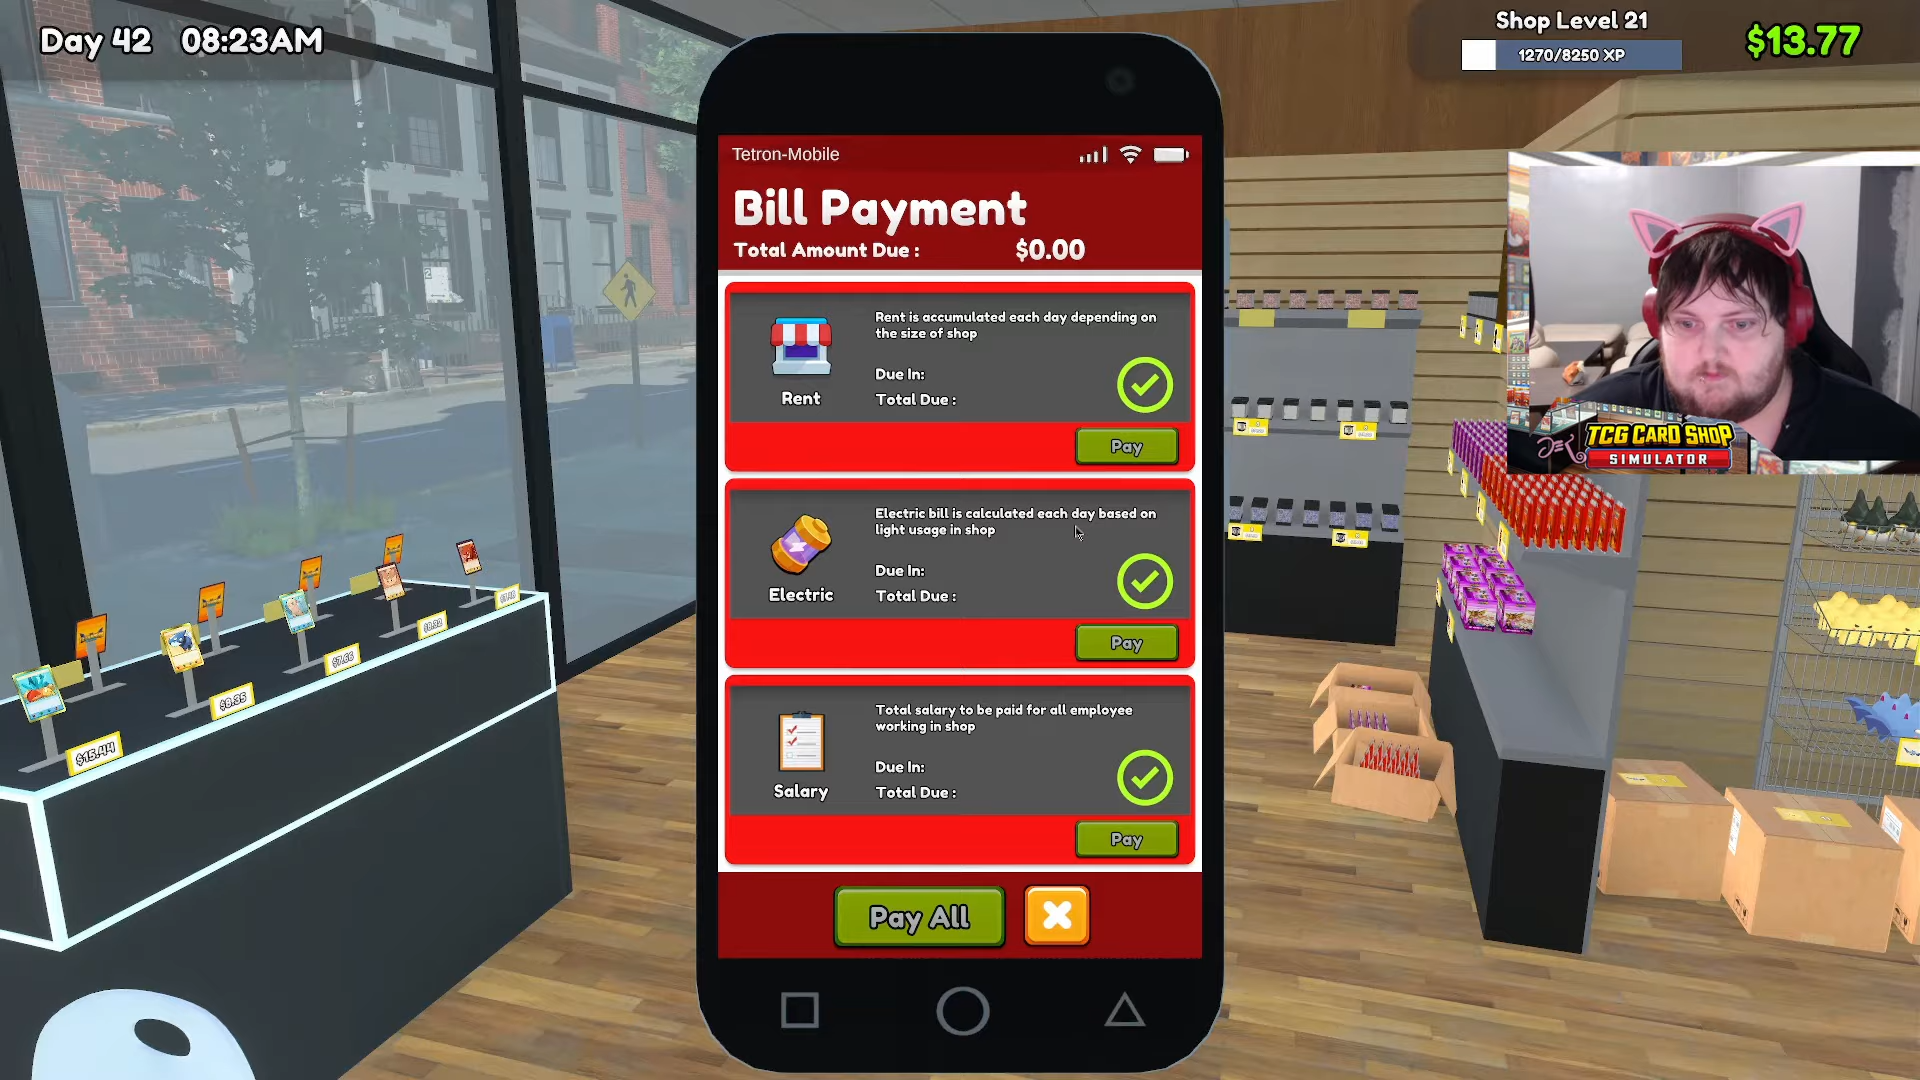 Day 42 08:23AM
Shop Level 21
1270/8250 XP
$13.77
Tetron-Mobile
Bill Payment
Total Amount Due : $0.00
Rent is accumulated each day depending on
the size of shop
Due In:
Total Due :
Rent
Pay
Electric bill is calculated each day based on
light usage in shop
Due In:
Total Due :
Electric
Pay
Total salary to be paid for all employee
working in shop
Due In:
Total Due :
Salary
Pay
Pay All
TCG CARD SHOP
SIMULATOR
$15.44
$8.35
$7.66